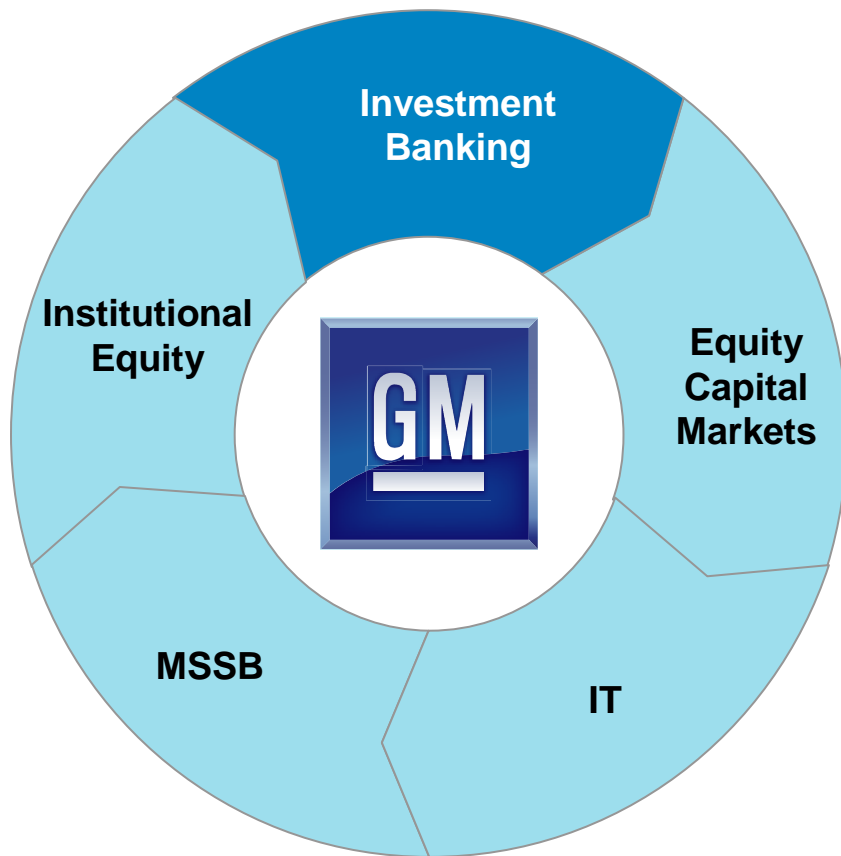 Investment
Banking
Institutional
Equity
Equity
Capital
Markets
GM
MSSB
IT